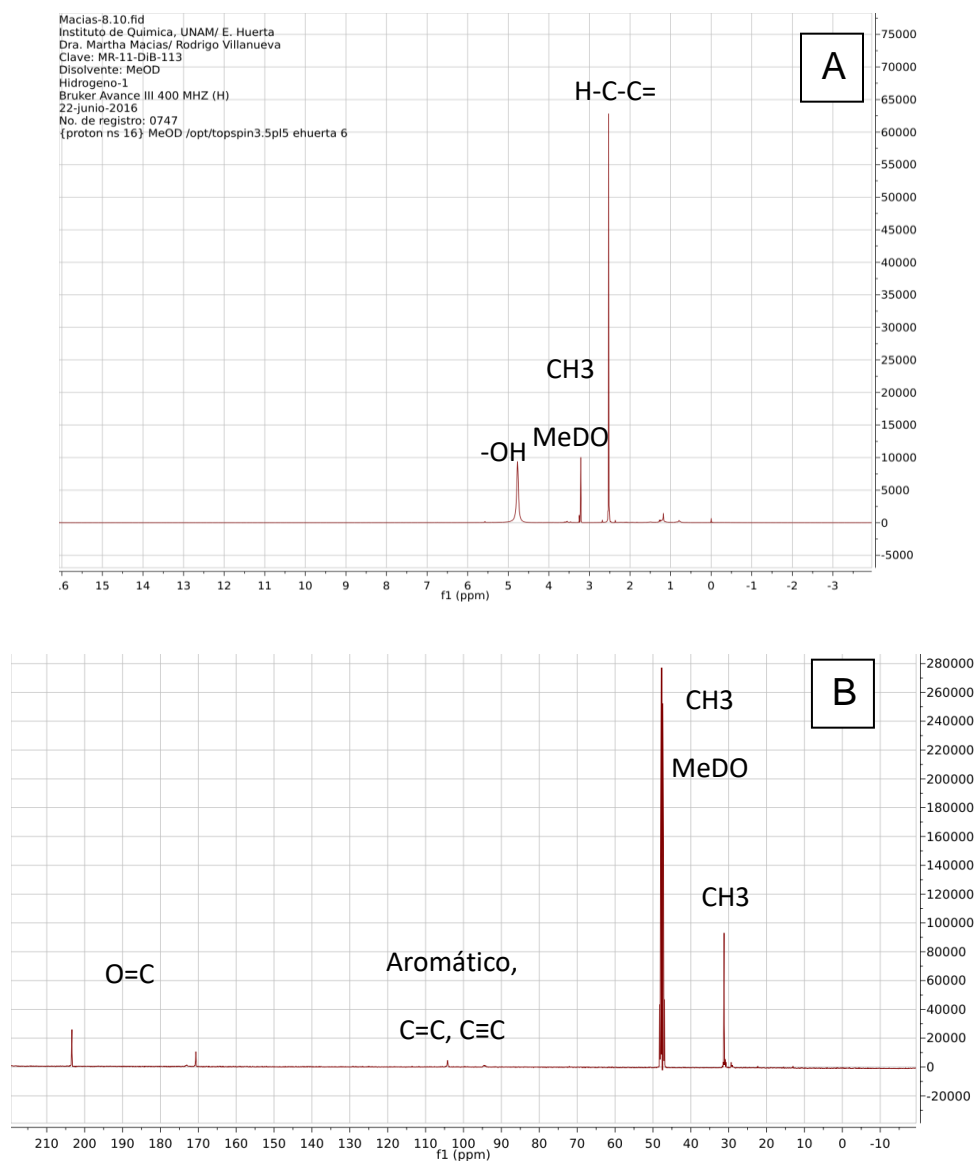 Macias-8.10.fid
Instituto de Quimica, UNAM/ E. Huerta
Dra. Martha Macias/ Rodrigo Villanueva
Clave: MR-11-DiB-113
Disolvente: MeOD
Hidrogeno-1
Bruker Avance III 400 MHZ (H)
22-junio-2016
No. de registro: 0747
{proton ns 16} MeOD /opt/topspin3.5pl5 ehuerta 6
A
H-C-C=
CH3
MeDO
-OH
75000
70000
65000
60000
55000
50000
45000
40000
35000
30000
25000
20000
15000
10000
5000
0
-5000
.6 15 14 13 12 11 10 9 8 7 6 5 4 3 2 1 0 -1 -2 -3
f1 (ppm)
B
CH3
MeDO
CH3
O=C
Aromático,
C=C, C≡C
280000
260000
240000
220000
200000
180000
160000
140000
120000
100000
80000
60000
40000
20000
0
-20000
210 200 190 180 170 160 150 140 130 120 110 100 90 80 70 60 50 40 30 20 10 0 -10
f1 (ppm)